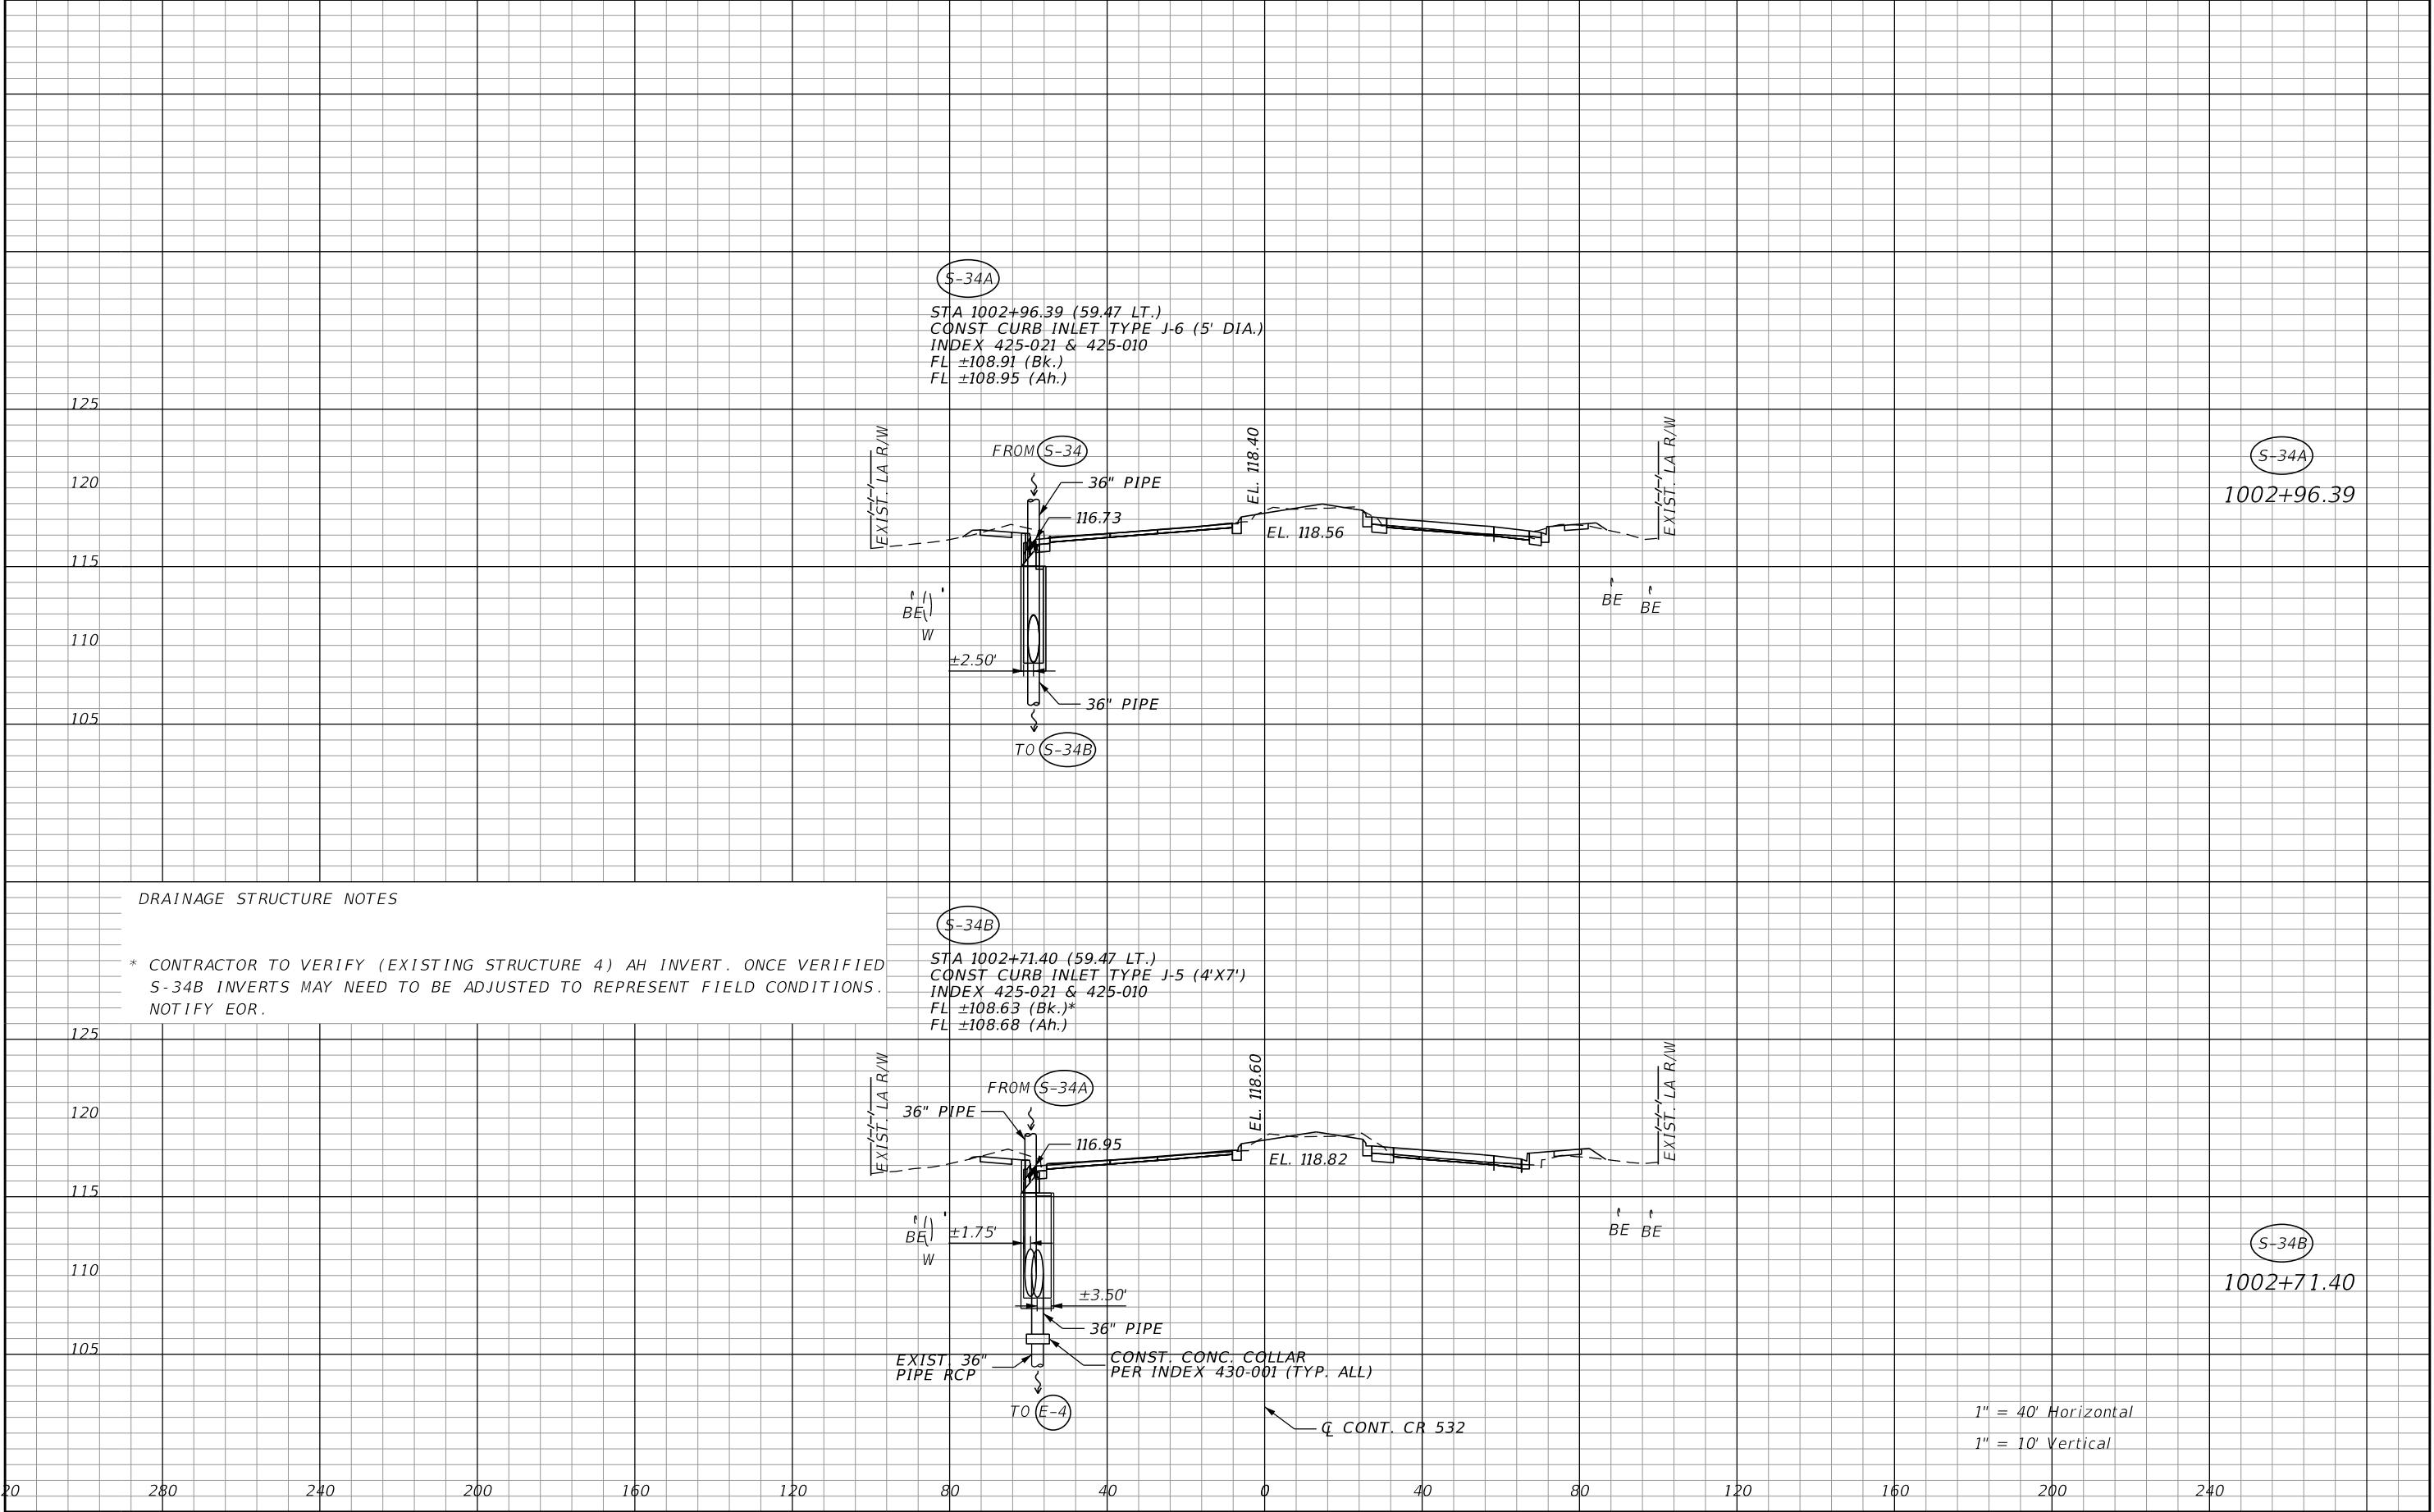 S-34A
STA 1002+96.39 (59.47 LT.)
CONST CURB INLET TYPE J-6 (5' DIA.)
INDEX 425-021 & 425-010
FL ±108.91 (Bk.)
FL ±108.95 (Ah.)
125
120
115
110
105
EXIST. LA R/W
FROM S-34
36" PIPE
116.73
EL. 118.40
EL. 118.56
EXIST. LA R/W
S-34A
1002+96.39
BE
W
BE
BE
±2.50'
36" PIPE
TO S-34B
DRAINAGE STRUCTURE NOTES
* CONTRACTOR TO VERIFY (EXISTING STRUCTURE 4) AH INVERT. ONCE VERIFIED
S-34B INVERTS MAY NEED TO BE ADJUSTED TO REPRESENT FIELD CONDITIONS.
NOTIFY EOR.
S-34B
STA 1002+71.40 (59.47 LT.)
CONST CURB INLET TYPE J-5 (4'X7')
INDEX 425-021 & 425-010
FL ±108.63 (Bk.)*
FL ±108.68 (Ah.)
125
120
115
110
105
EXIST. LA R/W
FROM S-34A
36" PIPE
116.95
EL. 118.60
EL. 118.82
EXIST. LA R/W
BE
W
±1.75'
BE
BE
S-34B
1002+71.40
±3.50'
36" PIPE
EXIST. 36"
PIPE RCP
CONST. CONC. COLLAR
PER INDEX 430-001 (TYP. ALL)
TO E-4
℄ CONT. CR 532
1" = 40' Horizontal
1" = 10' Vertical
20 280 240 200 160 120 80 40 0 40 80 120 160 200 240